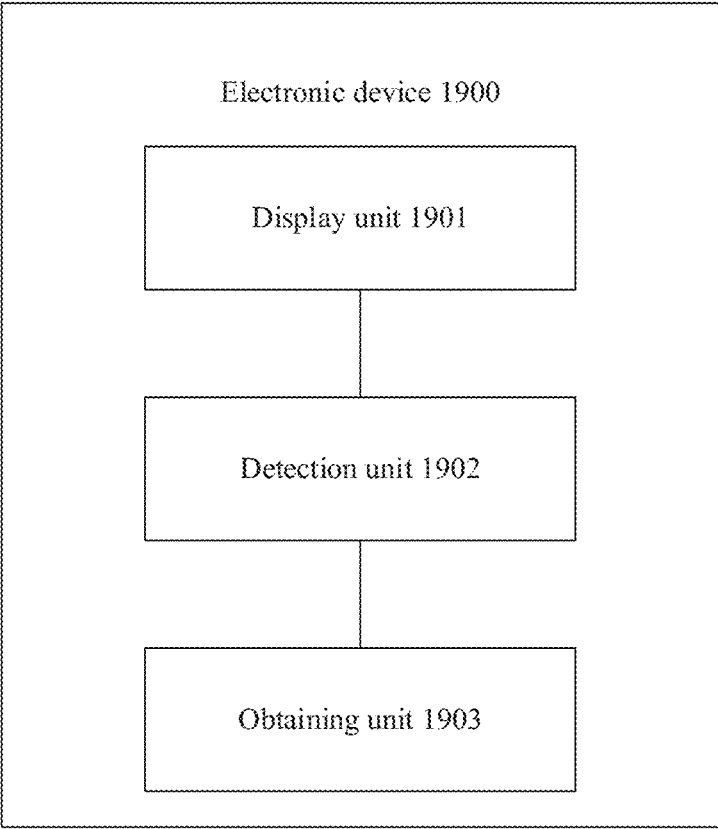 Electronic device 1900
Display unit 1901
Detection unit 1902
Obtaining unit 1903